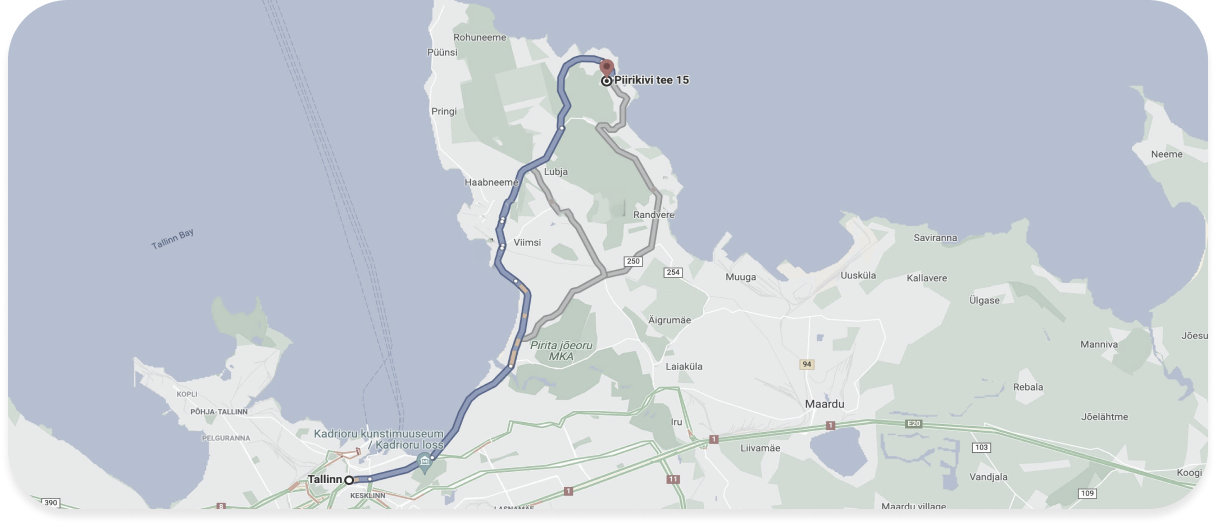 Rohuneeme
Püünsi
Piirikivi tee 15
Pringi
Neeme
Lubja
Haabneeme
Randvere
Tallinn Bay
Viimsi
Saviranna
250
254
Muuga
Uusküla
Kallavere
Ülgase
Äigrumäe
Manniva
Jõesu
Pirita jõeoru
MKA
Laiaküla
94
Rebala
KOPLI
Maardu
PÕHJA-TALLINN
Jõelähtme
Iru
E20
1
PELGURANNA
Kadrioru kunstimuuseum
/ Kadrioru loss
1
Liivamäe
103
Tallinn
11
Vandjala
Koogi
KESKLINN
1
109
390
8
LASNAMÄE
Maardu village